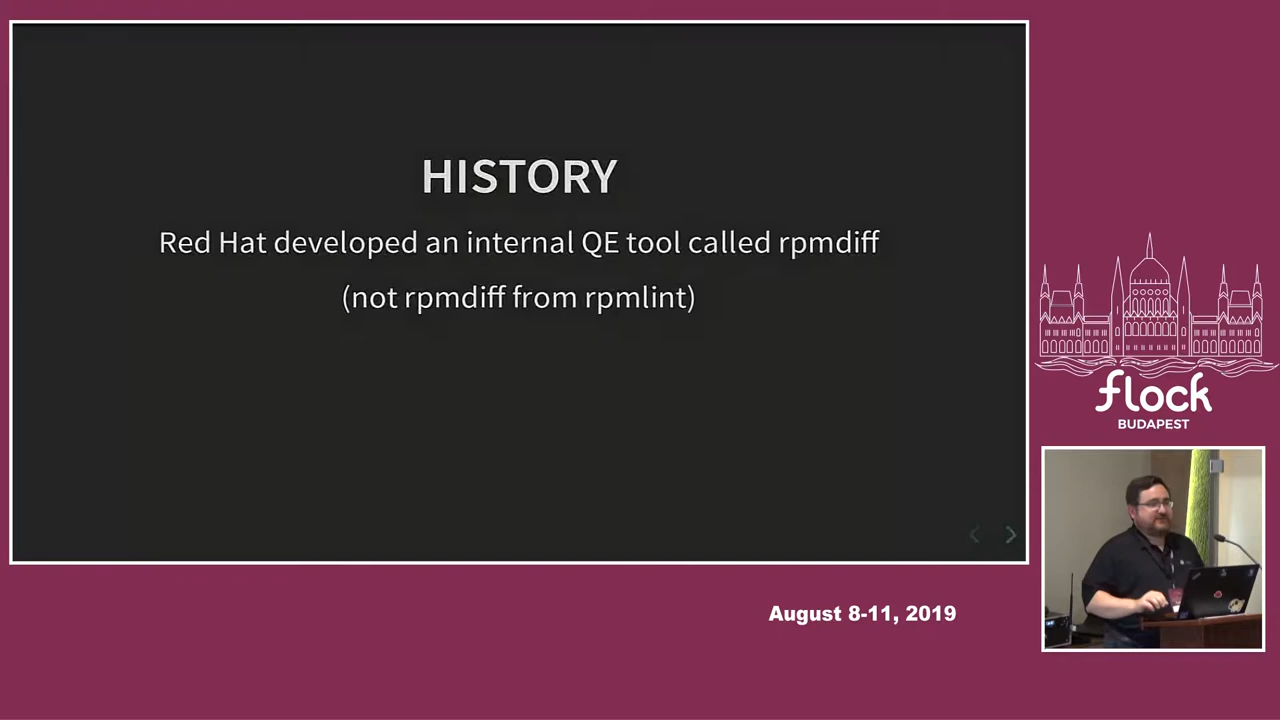 HISTORY
Red Hat developed an internal QE tool called rpmdiff
(not rpmdiff from rpmlint)
flock
BUDAPEST
August 8-11, 2019